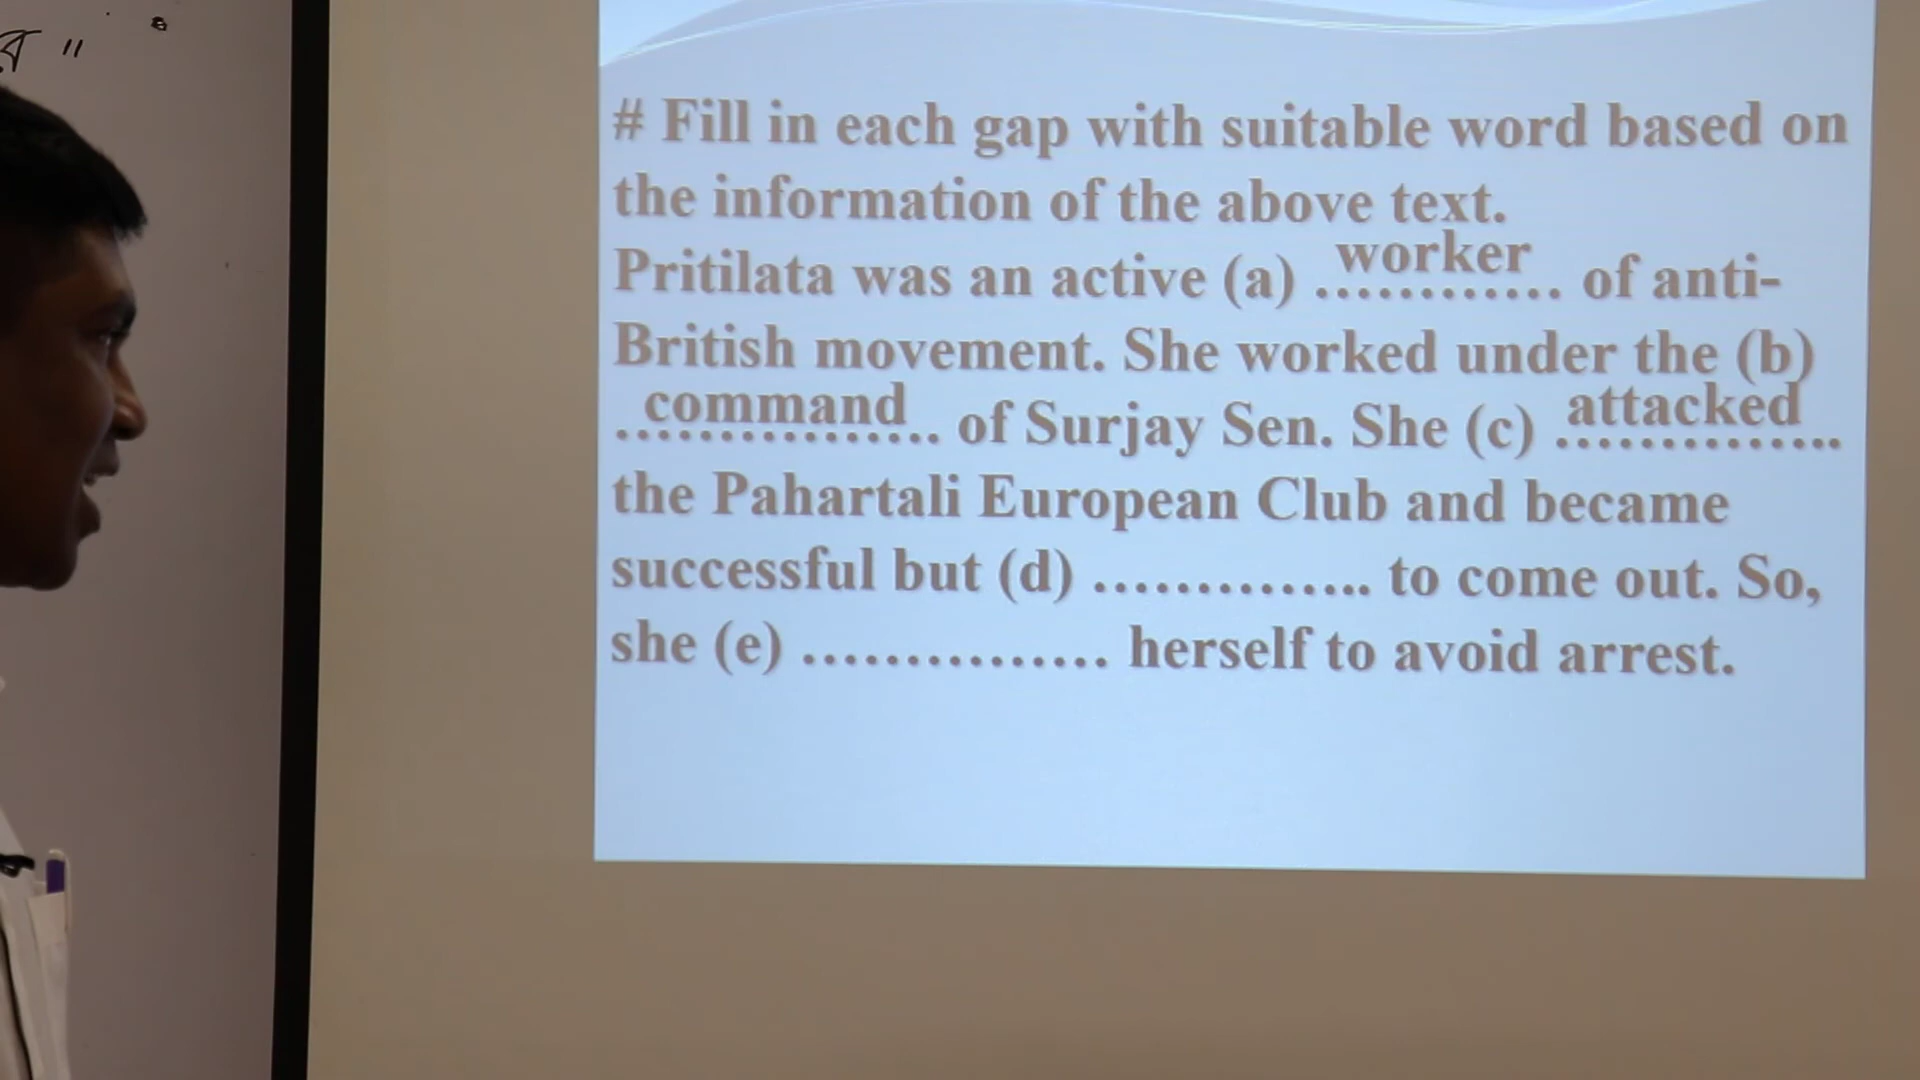 # Fill in each gap with suitable word based on
the information of the above text.
Pritilata was an active (a) ............ worker of anti-
British movement. She worked under the (b)
................ command of Surjay Sen. She (c) .............. attacked
the Pahartali European Club and became
successful but (d) .............. to come out. So,
she (e) ............... herself to avoid arrest.